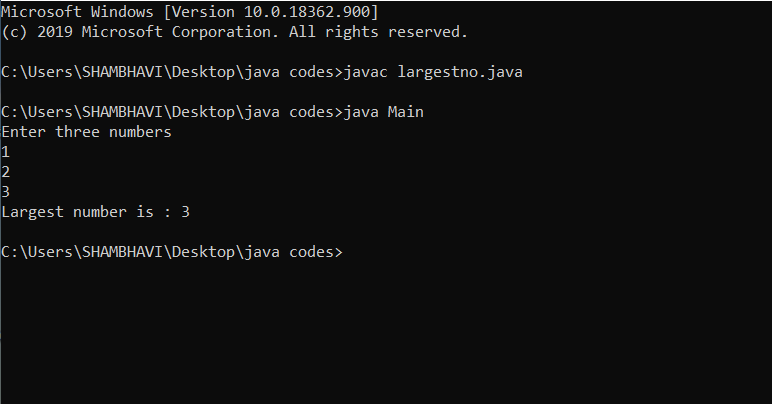 Microsoft Windows [Version 10.0.18362.900]
(c) 2019 Microsoft Corporation. All rights reserved.
C:\Users\SHAMBHAVI\Desktop\java codes>javac largestno.java
C:\Users\SHAMBHAVI\Desktop\java codes>java Main
Enter three numbers
1
2
3
Largest number is : 3
C:\Users\SHAMBHAVI\Desktop\java codes>